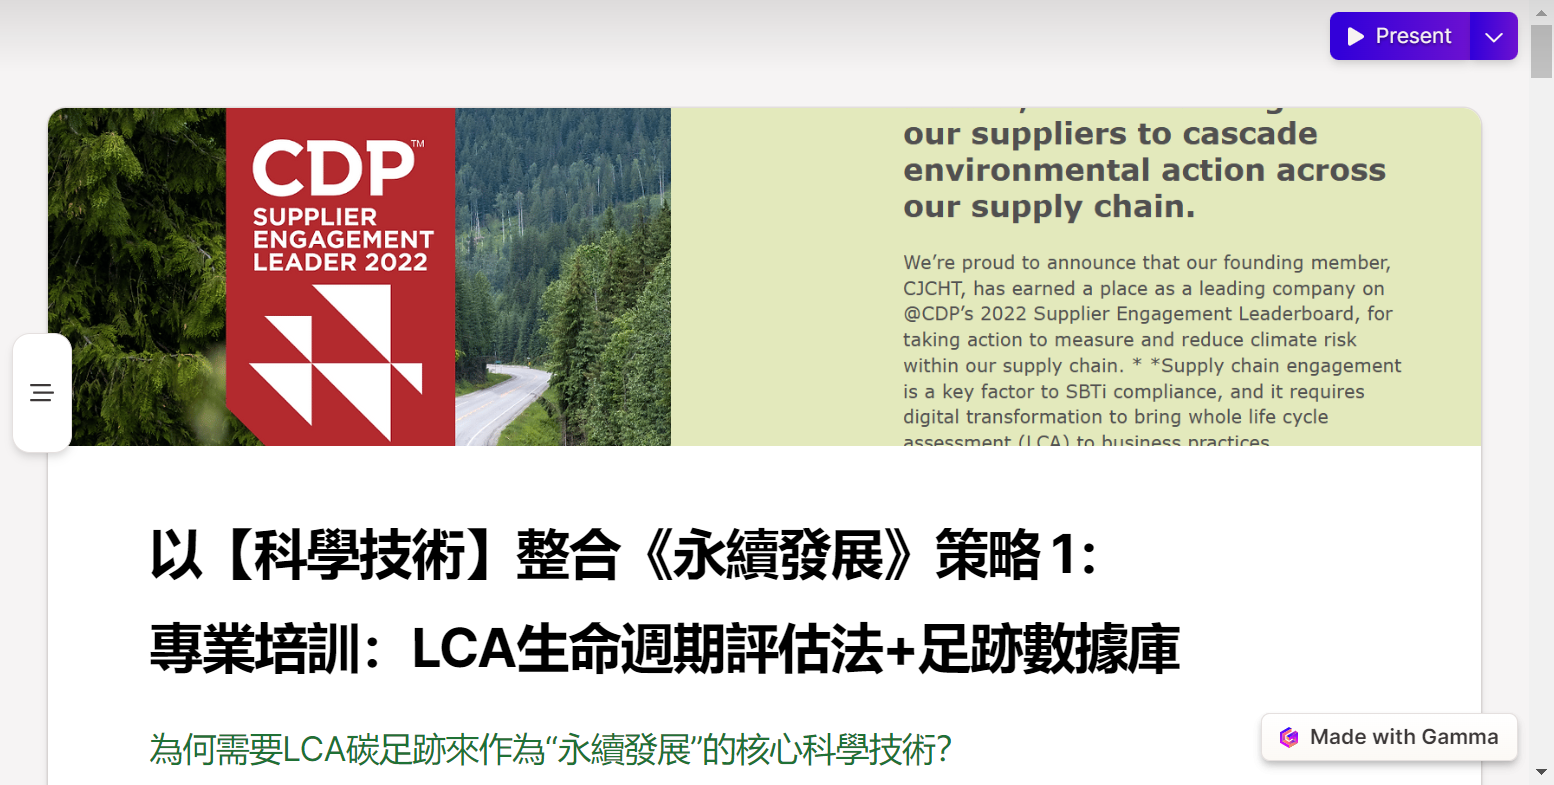 Present
CDP™
SUPPLIER
ENGAGEMENT
LEADER 2022
our suppliers to cascade
environmental action across
our supply chain.
We’re proud to announce that our founding member,
CJCHT, has earned a place as a leading company on
@CDP’s 2022 Supplier Engagement Leaderboard, for
taking action to measure and reduce climate risk
within our supply chain. * *Supply chain engagement
is a key factor to SBTi compliance, and it requires
digital transformation to bring whole life cycle
assessment (LCA) to business practices
以【科學技術】整合《永續發展》策略 1:
專業培訓：LCA生命週期評估法+足跡數據庫
為何需要LCA碳足跡來作為“永續發展”的核心科學技術?
Made with Gamma